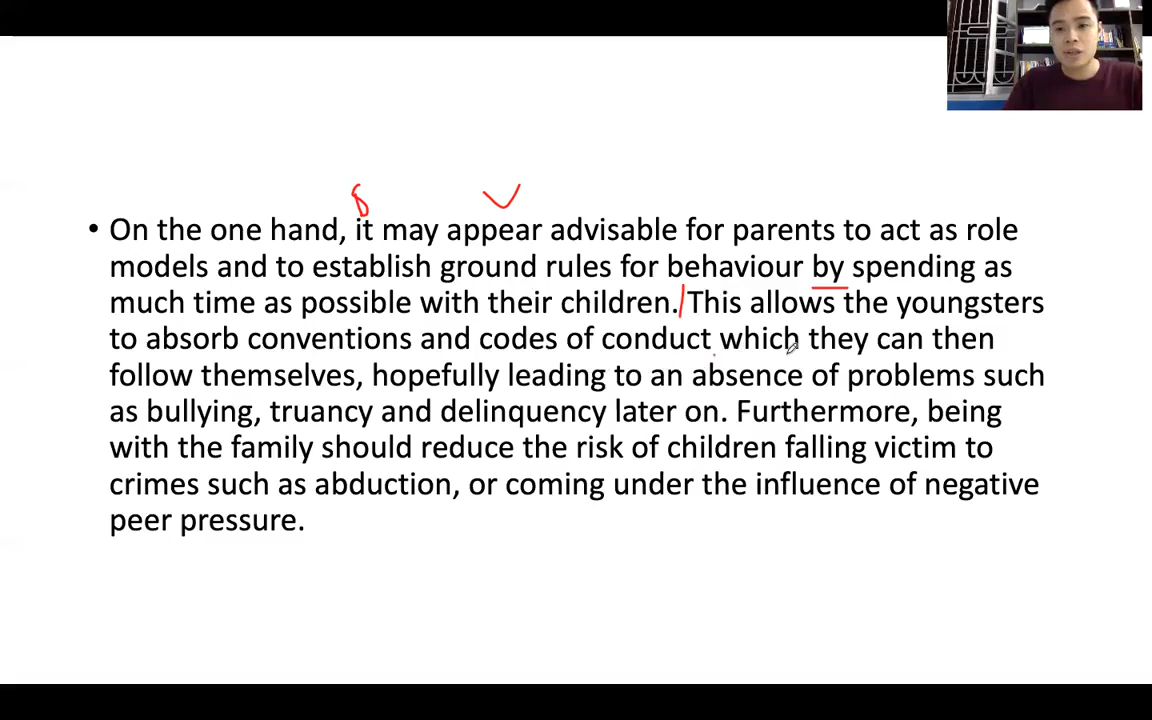 S V
• On the one hand, it may appear advisable for parents to act as role
models and to establish ground rules for behaviour by spending as
much time as possible with their children. This allows the youngsters
to absorb conventions and codes of conduct which they can then
follow themselves, hopefully leading to an absence of problems such
as bullying, truancy and delinquency later on. Furthermore, being
with the family should reduce the risk of children falling victim to
crimes such as abduction, or coming under the influence of negative
peer pressure.